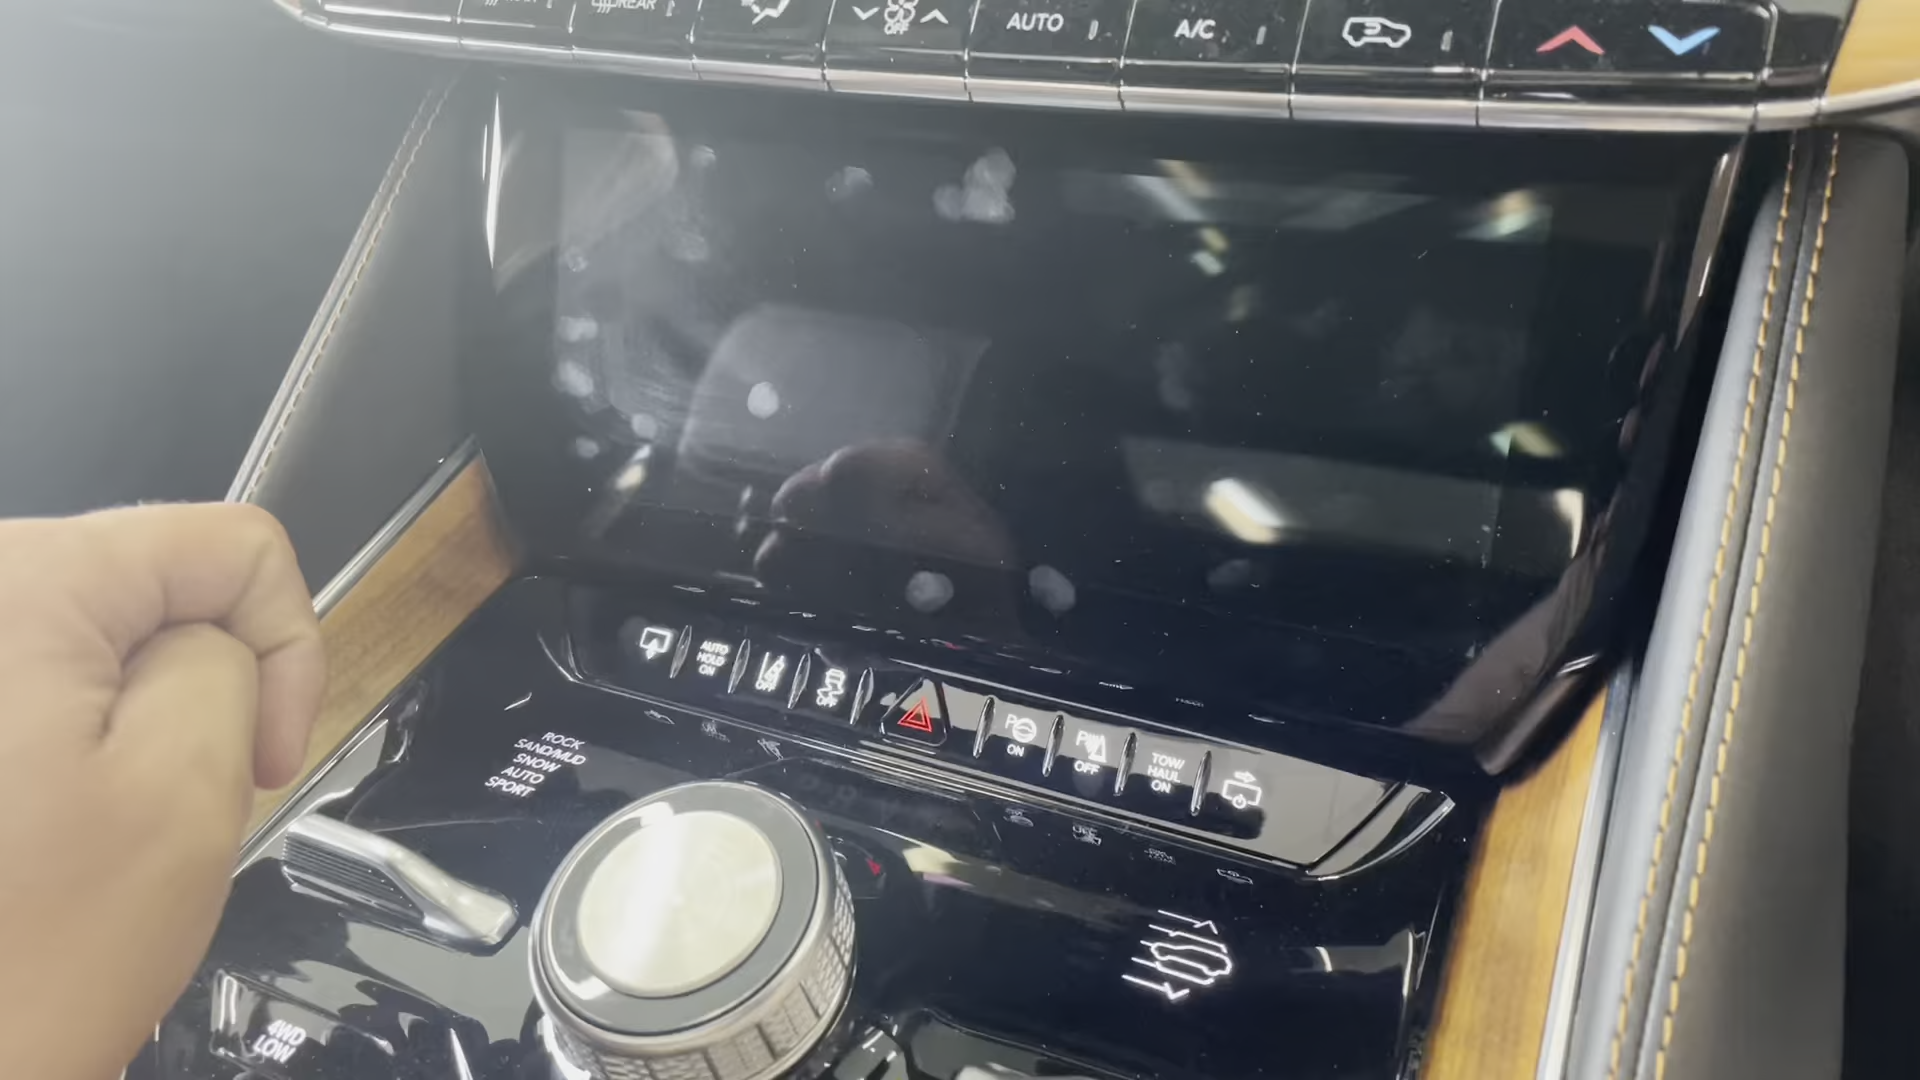 REAR
OFF
AUTO
A/C
AUTO
HOLD
ON
OFF
OFF
P
ON
P
OFF
TOW/
HAUL
ON
ROCK
SAND/MUD
SNOW
AUTO
SPORT
4WD
LOW